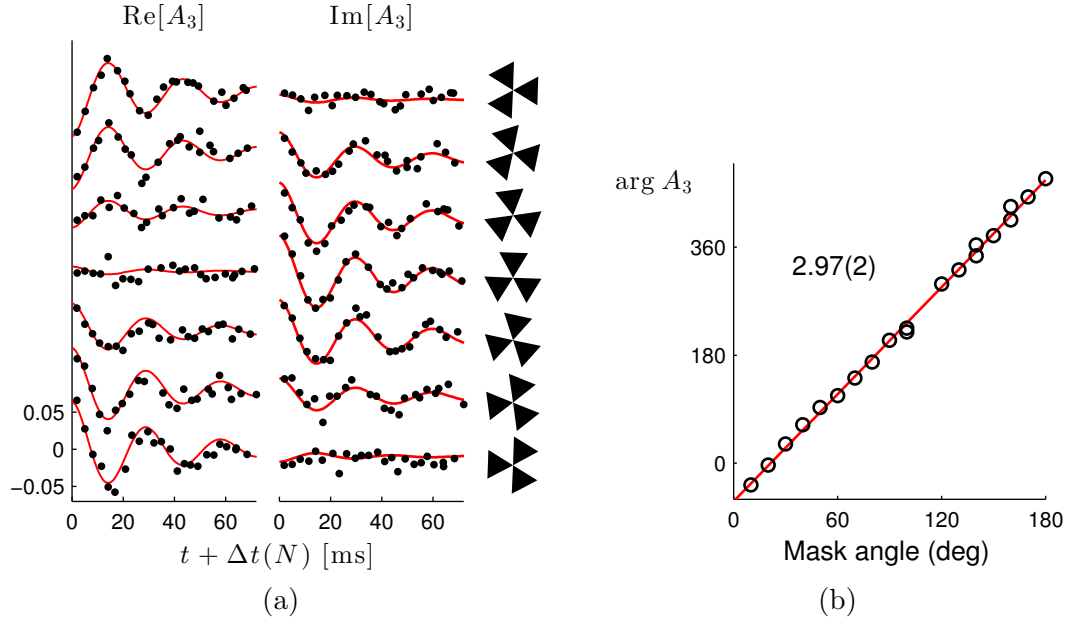 Re[A₃] Im[A₃]
0.05
0
−0.05
0 20 40 60 0 20 40 60
t + Δt(N) [ms]
(a)
arg A₃
360
180
0
2.97(2)
0 60 120 180
Mask angle (deg)
(b)